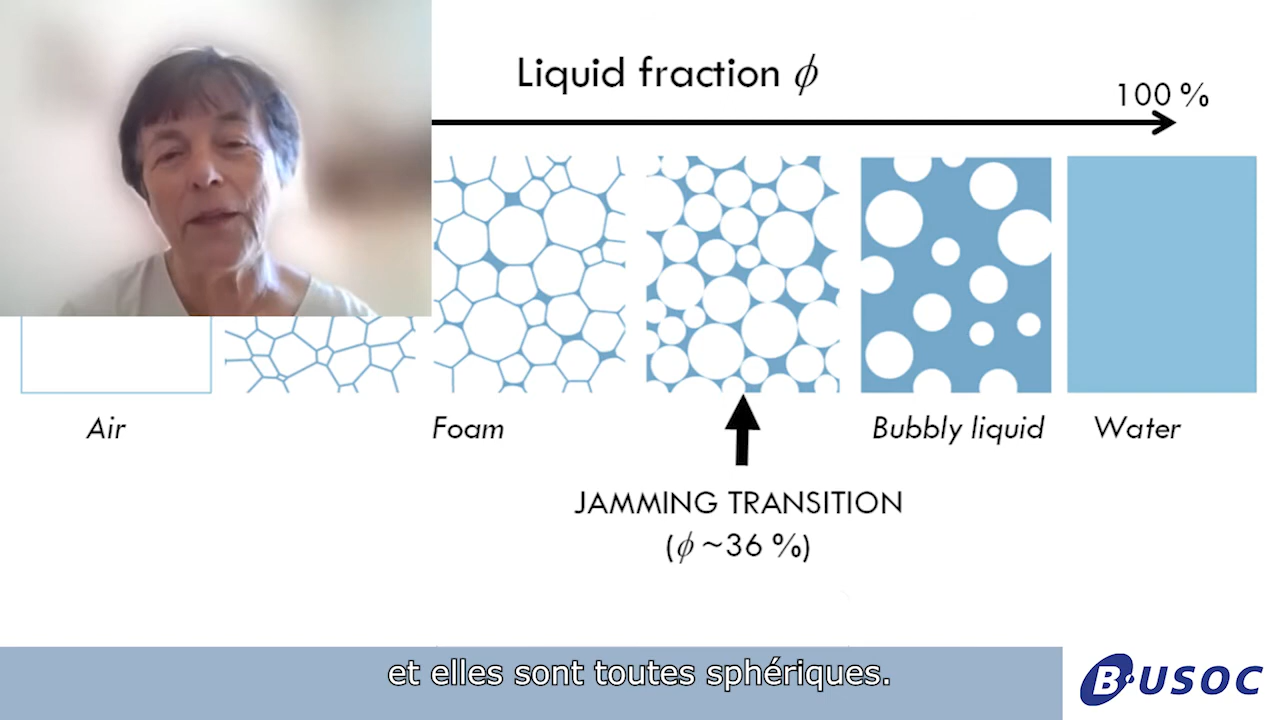 Liquid fraction ϕ
100 %
Air
Foam
Bubbly liquid
Water
JAMMING TRANSITION
(ϕ ~36 %)
et elles sont toutes sphériques.
B·USOC